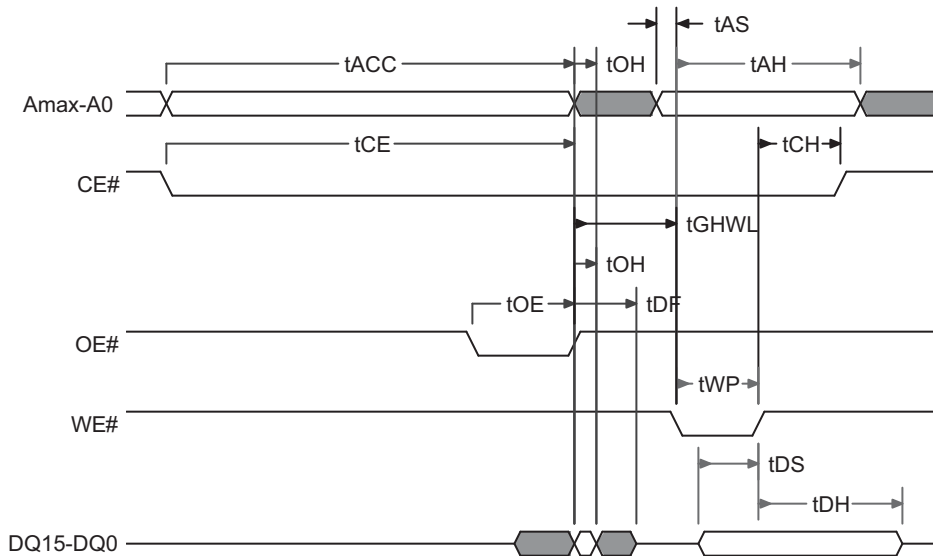 tAS
tACC
tOH
tAH
Amax-A0
tCE
tCH
CE#
tGHWL
tOH
tOE
tDF
OE#
tWP
WE#
tDS
tDH
DQ15-DQ0